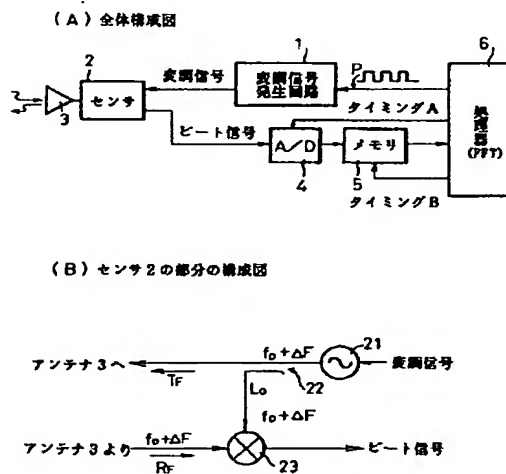 (A) 全体構成図
1
6
2
変調信号
変調信号
発生回路
P
センサ
3
タイミングA
処理器
(FFT)
ビート信号
A/D
メモリ
4
5
タイミングB
(B) センサ2の部分の構成図
21
アンテナ3へ
f₀+ΔF
変調信号
T_F
L₀
22
f₀+ΔF
アンテナ3より
f₀+ΔF
ビート信号
R_F
23